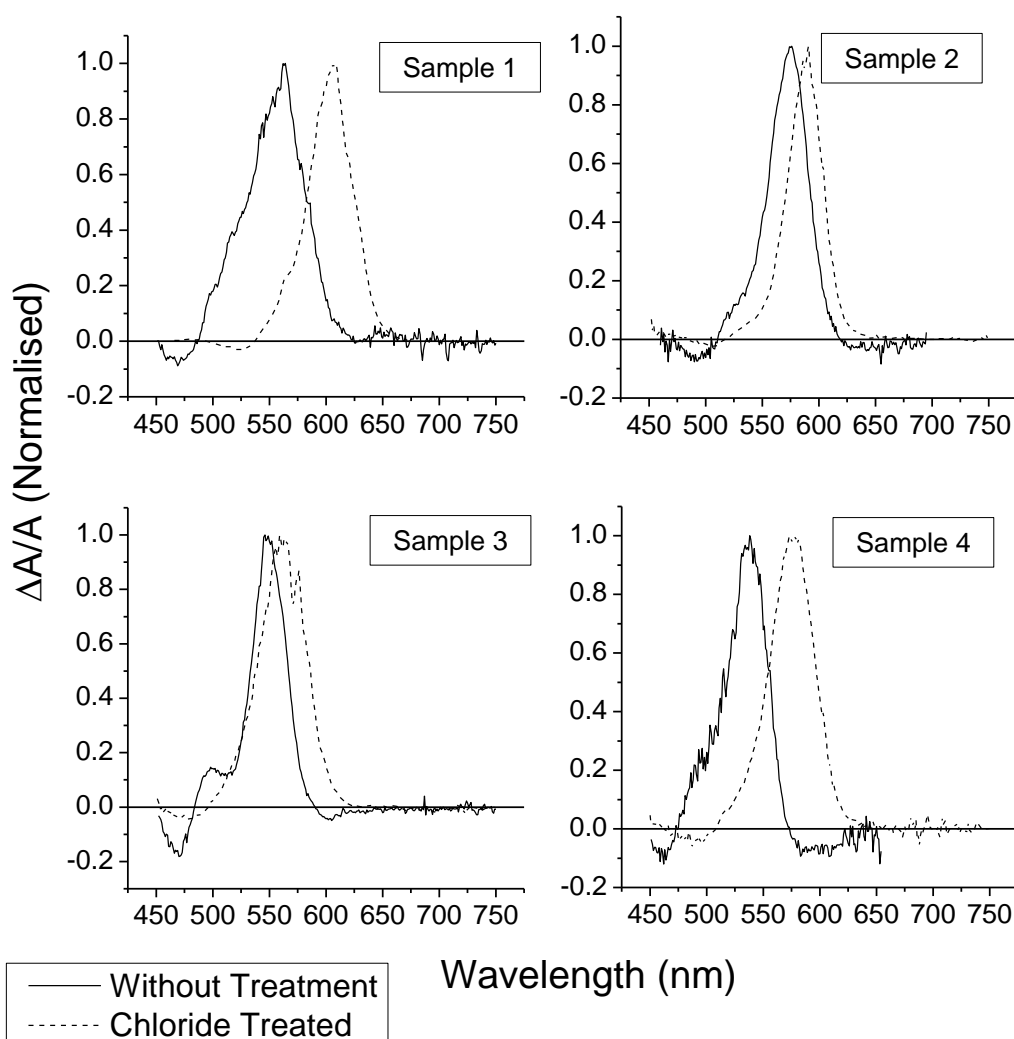 Sample 1
1.0
0.8
0.6
0.4
0.2
0.0
-0.2
450 500 550 600 650 700 750
Sample 2
1.0
0.8
0.6
0.4
0.2
0.0
-0.2
450 500 550 600 650 700 750
ΔA/A (Normalised)
Sample 3
1.0
0.8
0.6
0.4
0.2
0.0
-0.2
450 500 550 600 650 700 750
Sample 4
1.0
0.8
0.6
0.4
0.2
0.0
-0.2
450 500 550 600 650 700 750
Wavelength (nm)
Without Treatment
Chloride Treated